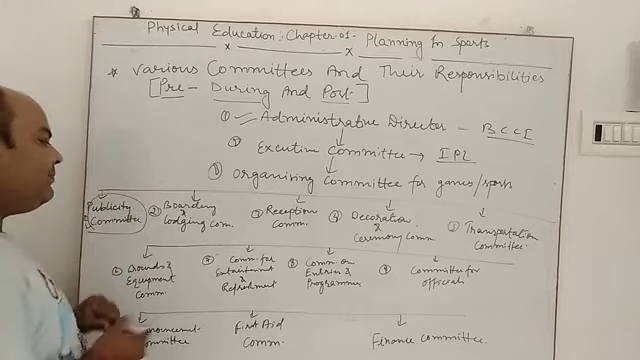 Physical Education: Chapter-01- Planning In Sports
* Various Committees And Their Responsibilities
[Pre- During And Post-]
① Administrative Director - BCCI
② Executive Committee → IPL
③ Organising Committee for games/sports
Publicity Committee
② Boarding & Lodging Com.
③ Reception Comm.
④ Decoration & Ceremony Comm
⑤ Transportation Committee.
⑥ Grounds & Equipment Comm.
⑦ Comm. for Entertainment & Refreshment
⑧ Comm. on Entries & Programmes
⑨ Committee for officials
First Aid Comm.
Finance Committee.